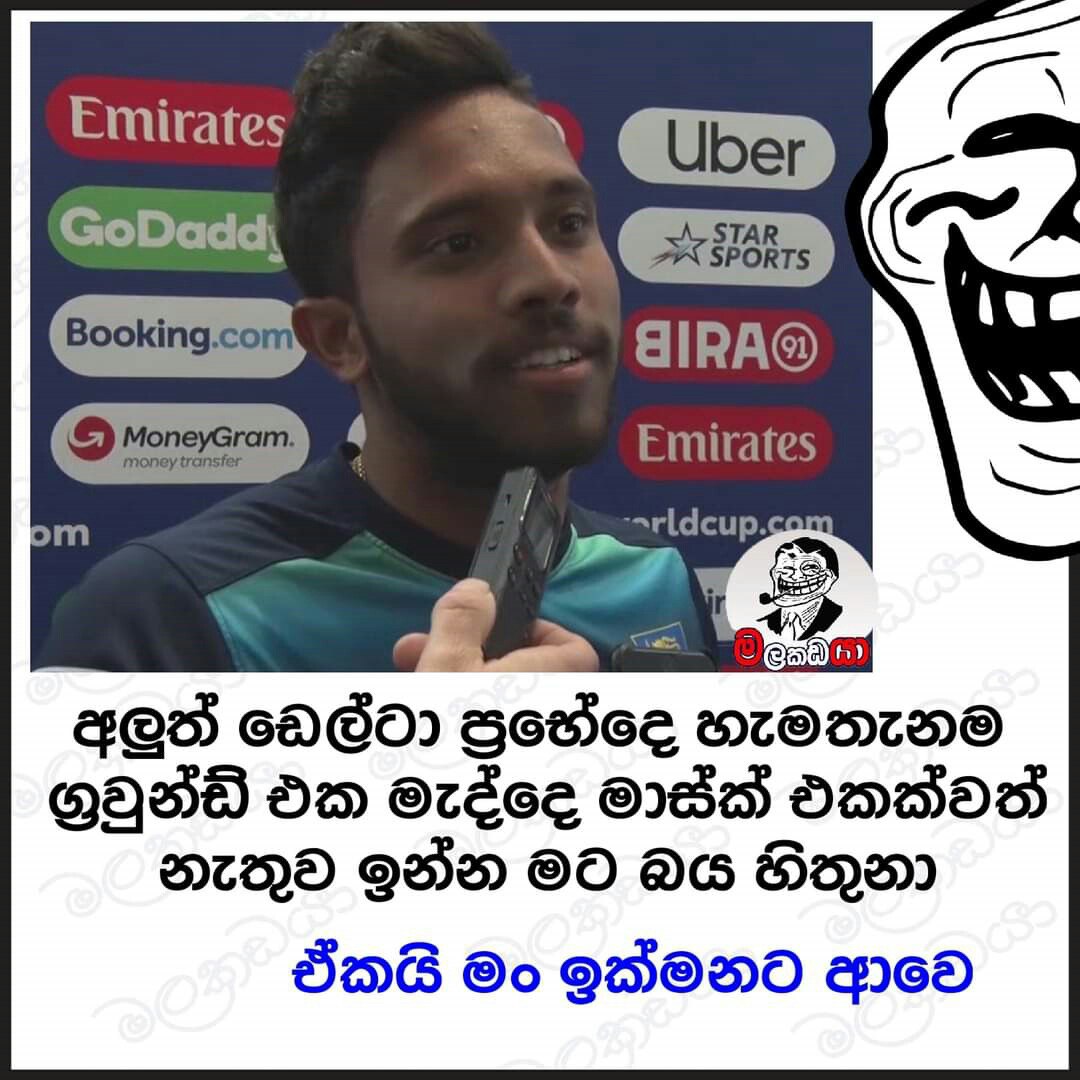 Emirates
Uber
GoDadd
STAR
SPORTS
Booking.com
BIRA 91
MoneyGram.
money transfer
Emirates
om
orldcup.com
මලකඩයා
අලුත් ඩෙල්ටා ප්‍රභේදෙ හැමතැනම
ග්‍රවුන්ඩ් එක මැද්දෙ මාස්ක් එකක්වත්
නැතුව ඉන්න මට බය හිතුනා
ඒකයි මං ඉක්මනට ආවෙ